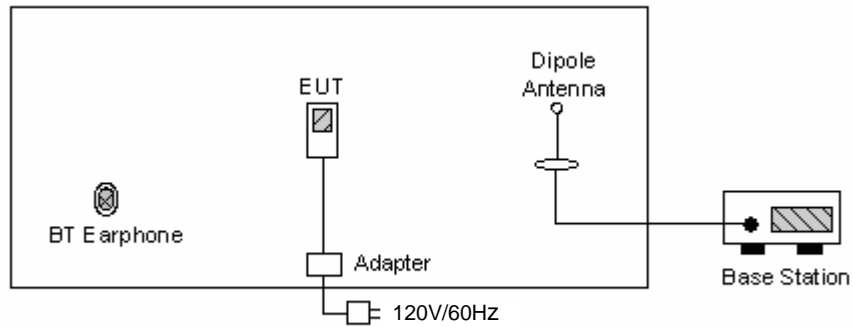 Dipole
Antenna
EUT
BT Earphone
Adapter
Base Station
120V/60Hz